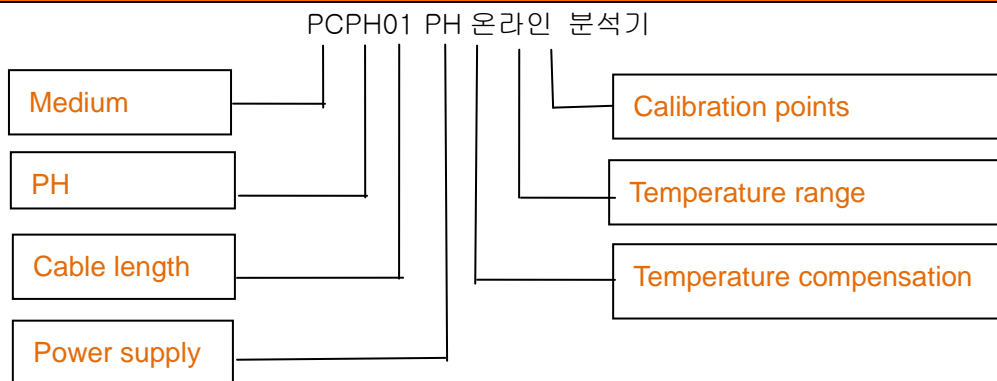 PCPH01 PH 온라인 분석기
Medium
PH
Cable length
Power supply
Calibration points
Temperature range
Temperature compensation